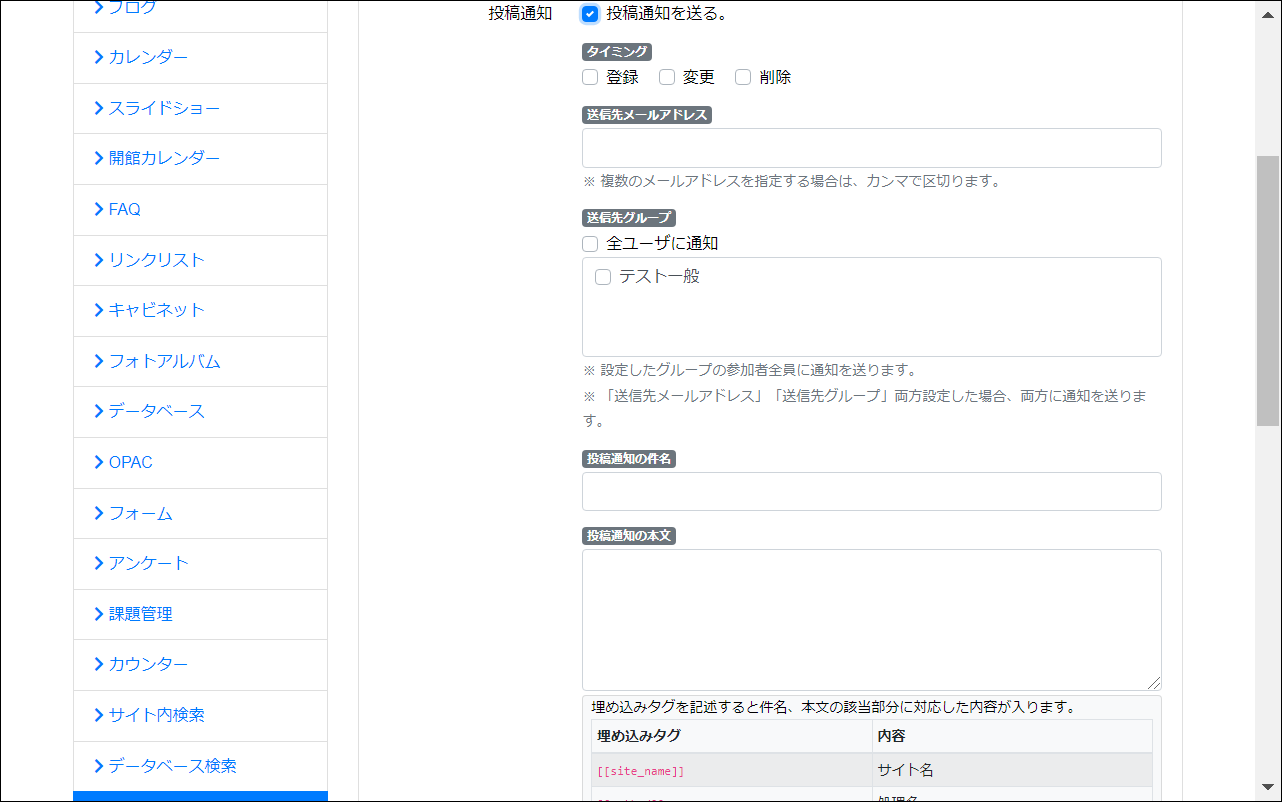 ブログ
カレンダー
スライドショー
開館カレンダー
FAQ
リンクリスト
キャビネット
フォトアルバム
データベース
OPAC
フォーム
アンケート
課題管理
カウンター
サイト内検索
データベース検索
投稿通知
投稿通知を送る。
タイミング
登録 変更 削除
送信先メールアドレス
※ 複数のメールアドレスを指定する場合は、カンマで区切ります。
送信先グループ
全ユーザに通知
テスト一般
※ 設定したグループの参加者全員に通知を送ります。
※ 「送信先メールアドレス」「送信先グループ」両方設定した場合、両方に通知を送りま
す。
投稿通知の件名
投稿通知の本文
埋め込みタグを記述すると件名、本文の該当部分に対応した内容が入ります。
埋め込みタグ 内容
[[site_name]] サイト名
処理名